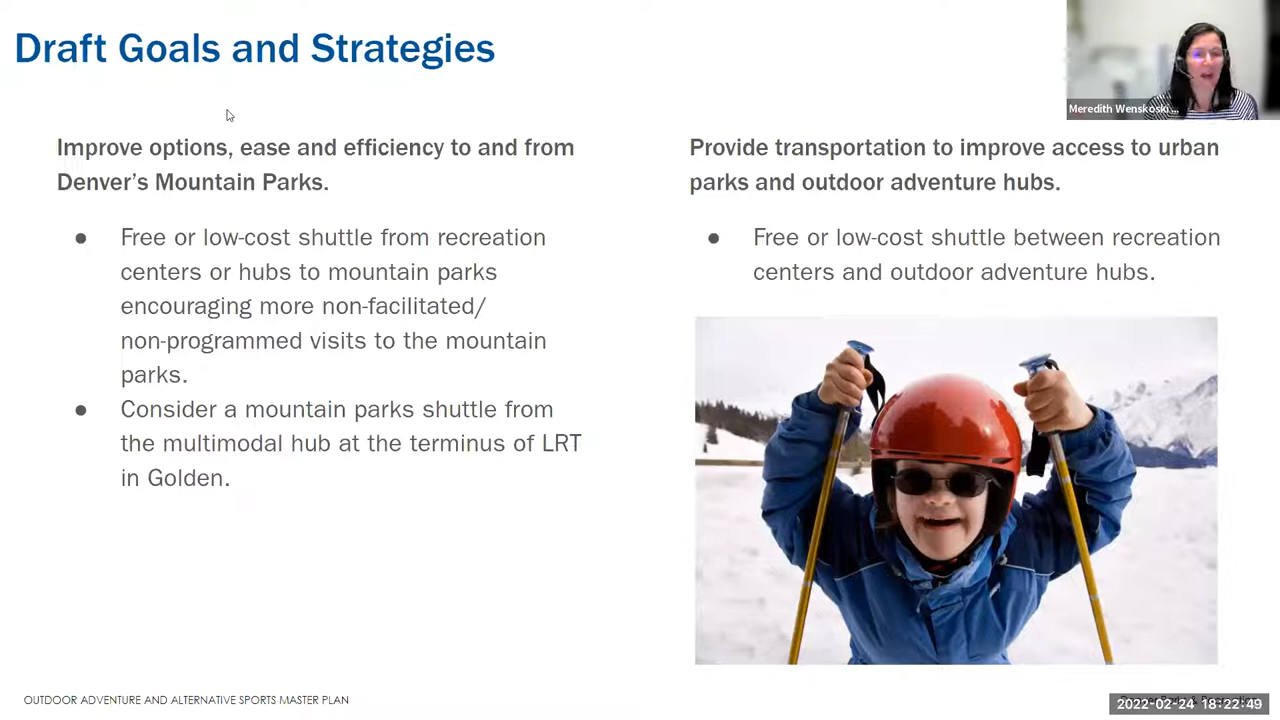 Draft Goals and Strategies
Meredith Wenskoski ...
Improve options, ease and efficiency to and from
Denver's Mountain Parks.
● Free or low-cost shuttle from recreation
centers or hubs to mountain parks
encouraging more non-facilitated/
non-programmed visits to the mountain
parks.
● Consider a mountain parks shuttle from
the multimodal hub at the terminus of LRT
in Golden.
Provide transportation to improve access to urban
parks and outdoor adventure hubs.
● Free or low-cost shuttle between recreation
centers and outdoor adventure hubs.
OUTDOOR ADVENTURE AND ALTERNATIVE SPORTS MASTER PLAN
2022-02-24 18:22:49